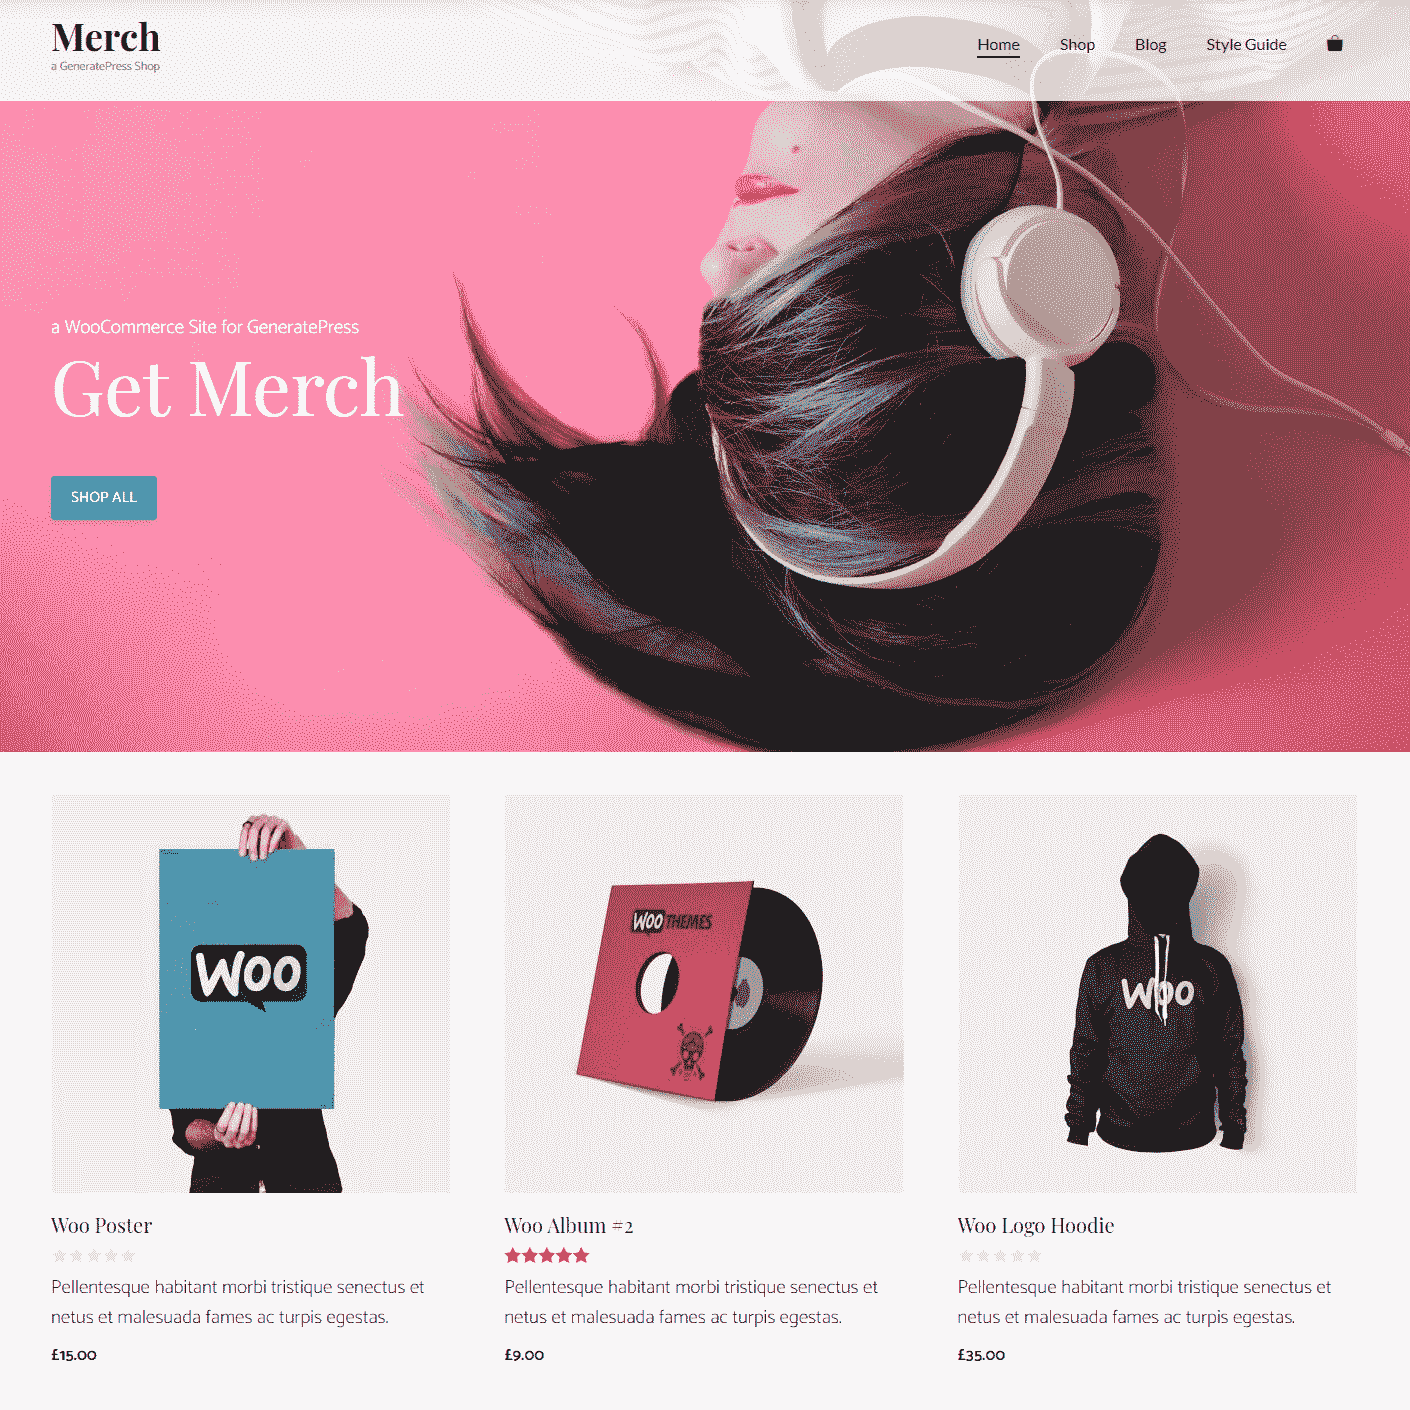 Merch
a GeneratePress Shop
Home Shop Blog Style Guide
a WooCommerce Site for GeneratePress
Get Merch
SHOP ALL
WOO
WOO THEMES
Woo
Woo Poster
Pellentesque habitant morbi tristique senectus et
netus et malesuada fames ac turpis egestas.
£15.00
Woo Album #2
Pellentesque habitant morbi tristique senectus et
netus et malesuada fames ac turpis egestas.
£9.00
Woo Logo Hoodie
Pellentesque habitant morbi tristique senectus et
netus et malesuada fames ac turpis egestas.
£35.00